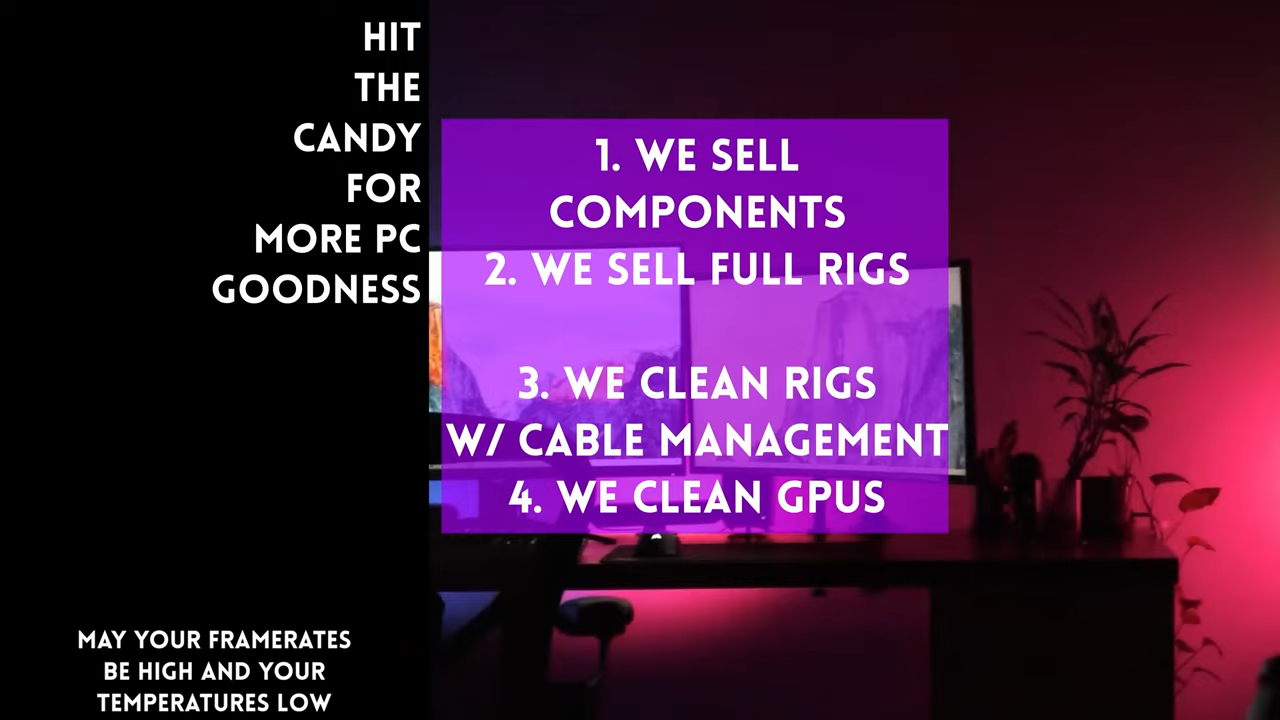 HIT
THE
CANDY
FOR
MORE PC
GOODNESS
1. WE SELL
COMPONENTS
2. WE SELL FULL RIGS
3. WE CLEAN RIGS
W/ CABLE MANAGEMENT
4. WE CLEAN GPUS
MAY YOUR FRAMERATES
BE HIGH AND YOUR
TEMPERATURES LOW